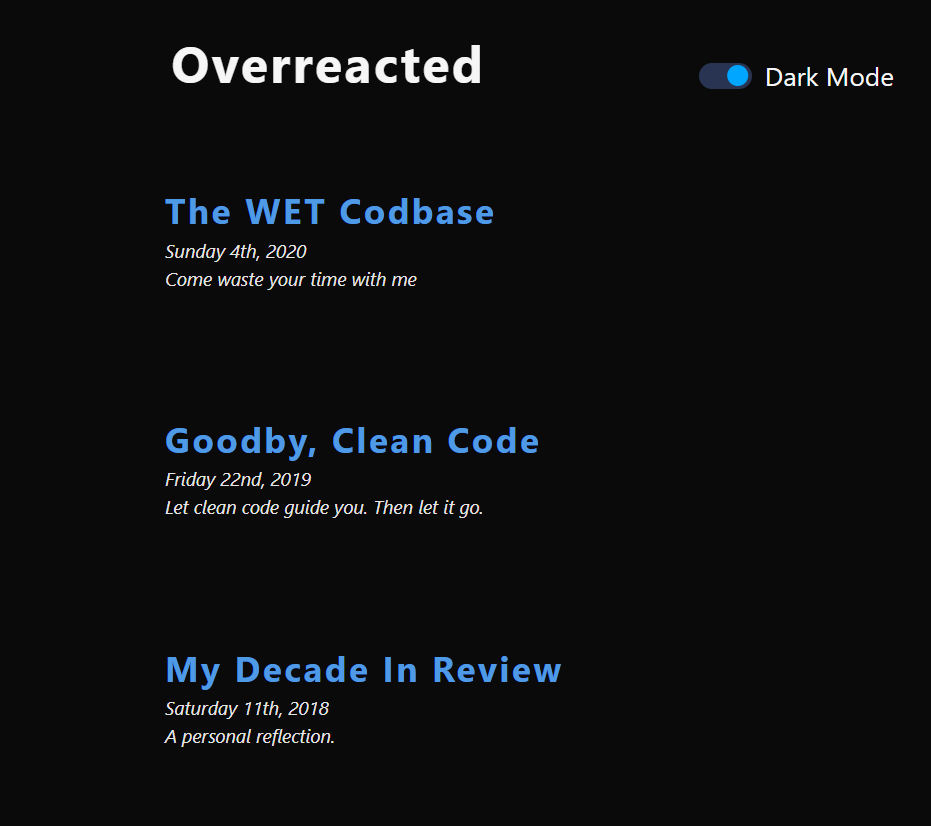 Overreacted
Dark Mode
The WET Codbase
Sunday 4th, 2020
Come waste your time with me
Goodby, Clean Code
Friday 22nd, 2019
Let clean code guide you. Then let it go.
My Decade In Review
Saturday 11th, 2018
A personal reflection.